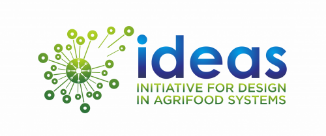 ideas
INITIATIVE FOR DESIGN
IN AGRIFOOD SYSTEMS